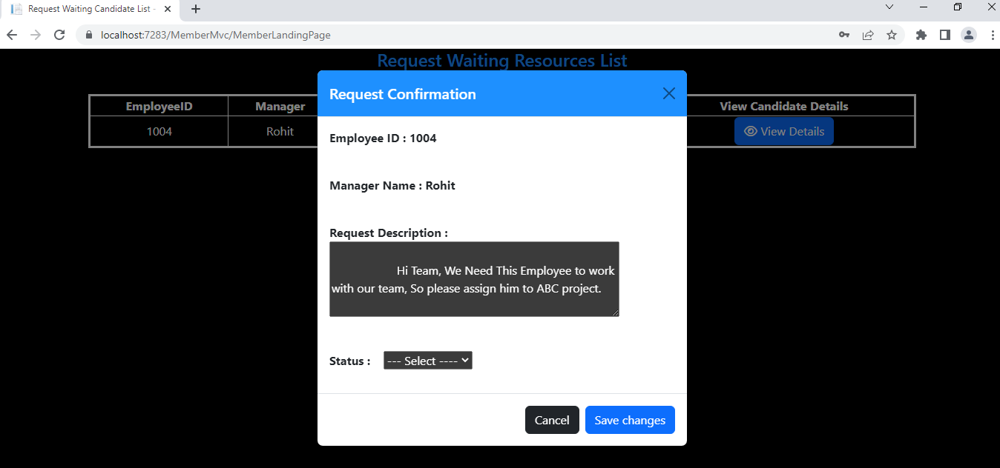 Request Waiting Candidate List -
localhost:7283/MemberMvc/MemberLandingPage
Request Waiting Resources List
EmployeeID Manager View Candidate Details
1004 Rohit View Details
Request Confirmation
Employee ID : 1004
Manager Name : Rohit
Request Description :
Hi Team, We Need This Employee to work
with our team, So please assign him to ABC project.
Status : --- Select ----
Cancel Save changes